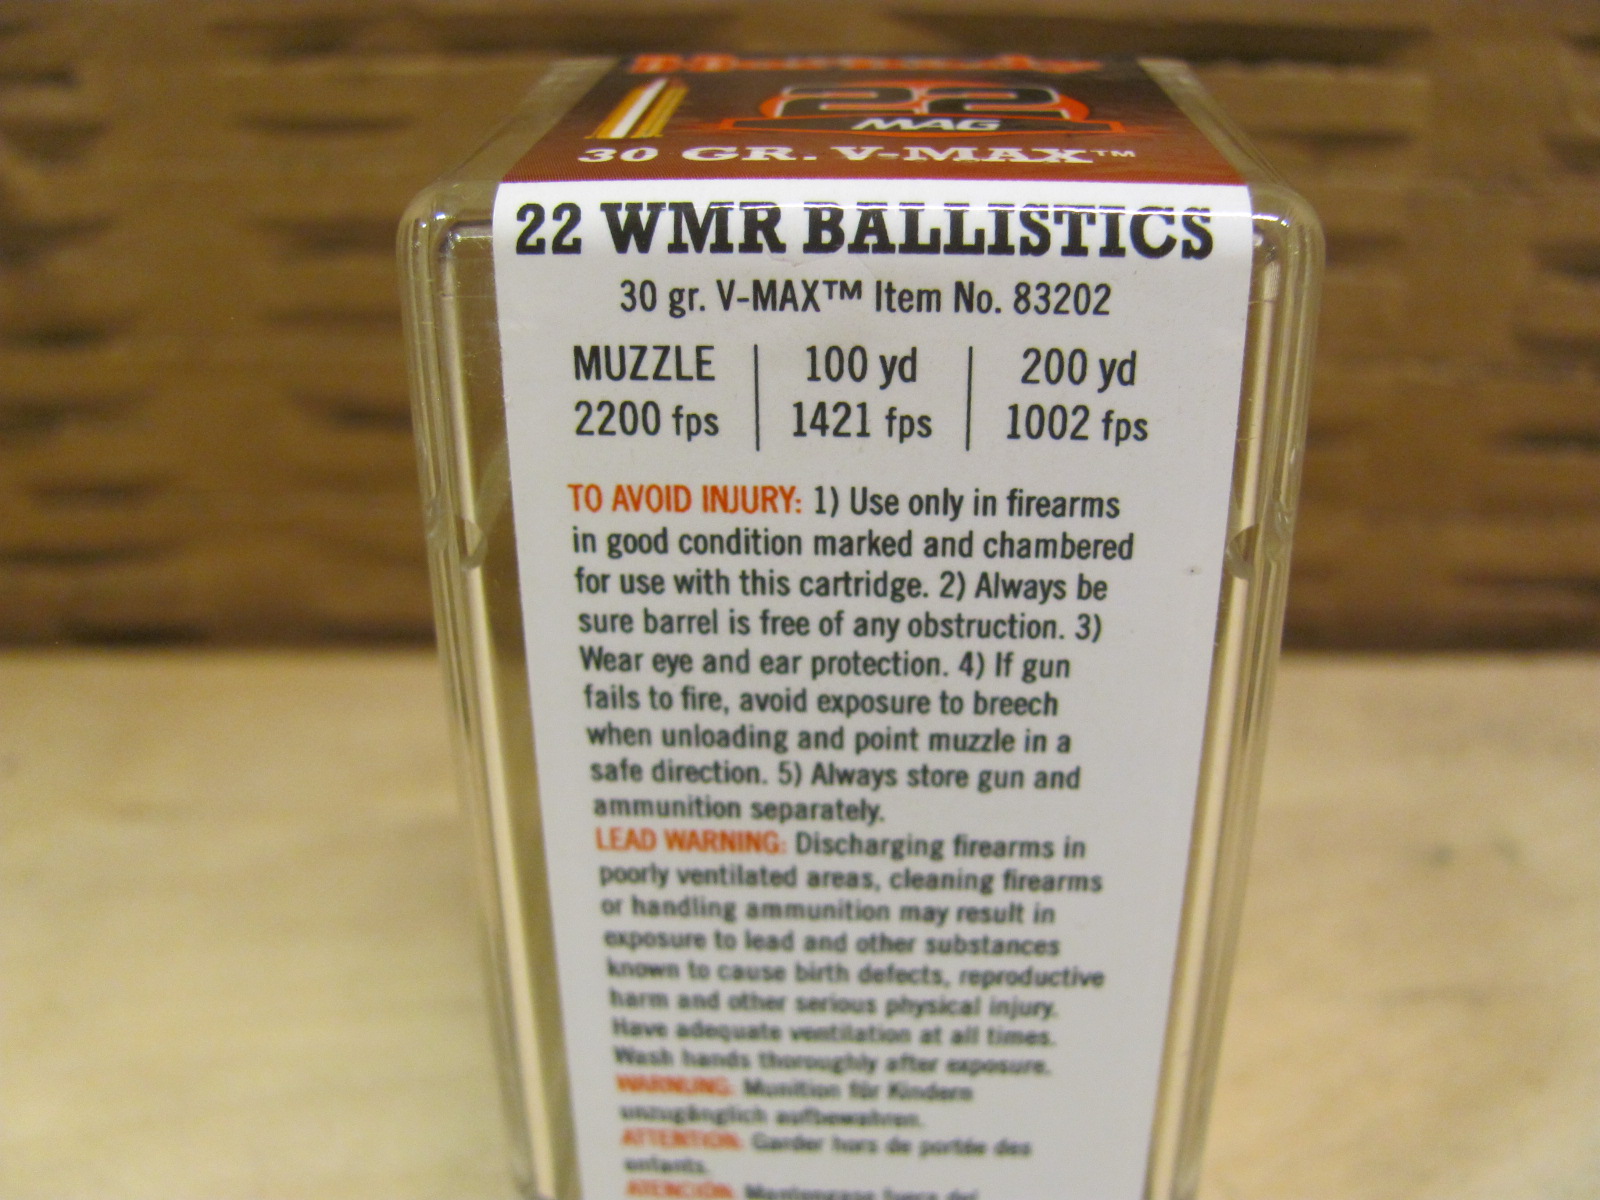 Hornady
22
MAG
30 GR. V-MAX™
22 WMR BALLISTICS
30 gr. V-MAX™ Item No. 83202
MUZZLE | 100 yd | 200 yd
2200 fps | 1421 fps | 1002 fps
TO AVOID INJURY: 1) Use only in firearms
in good condition marked and chambered
for use with this cartridge. 2) Always be
sure barrel is free of any obstruction. 3)
Wear eye and ear protection. 4) If gun
fails to fire, avoid exposure to breech
when unloading and point muzzle in a
safe direction. 5) Always store gun and
ammunition separately.
LEAD WARNING: Discharging firearms in
poorly ventilated areas, cleaning firearms
or handling ammunition may result in
exposure to lead and other substances
known to cause birth defects, reproductive
harm and other serious physical injury.
Have adequate ventilation at all times.
Wash hands thoroughly after exposure.
WARNUNG: Munition für Kindern
unzugänglich aufbewahren.
ATTENTION: Garder hors de portée des
enfants.
ATENCIÓN: fuera del